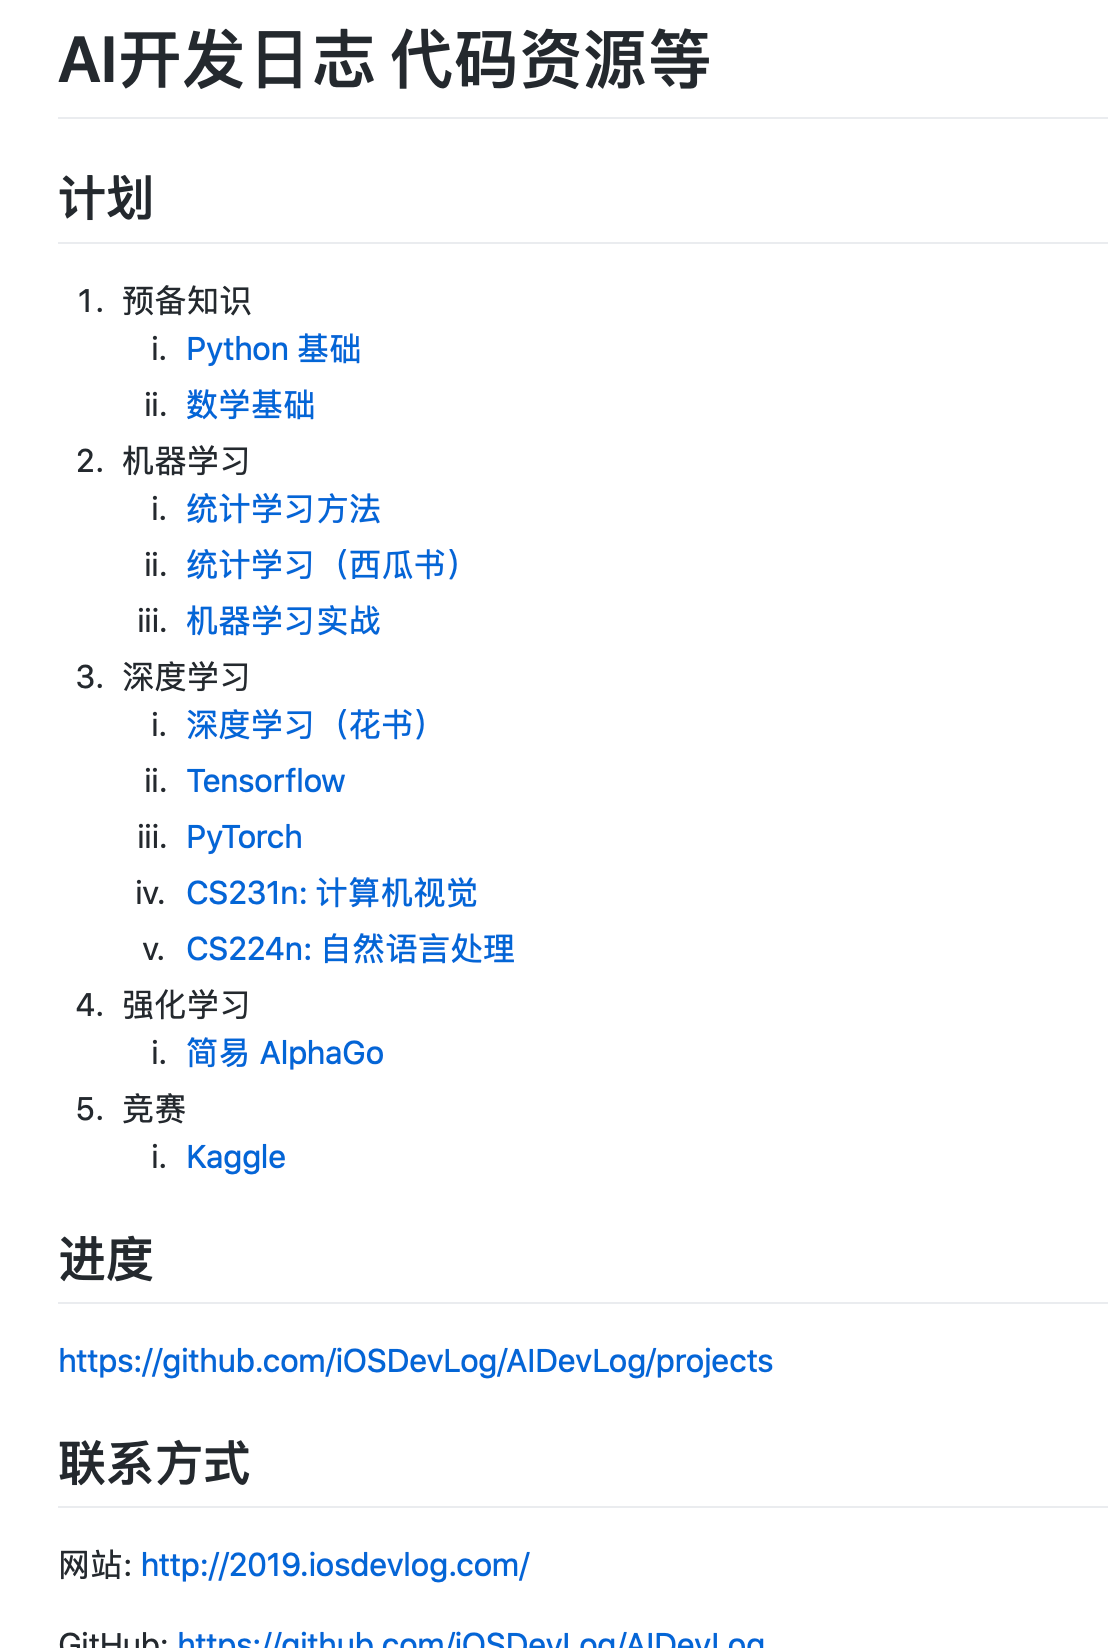 AI开发日志 代码资源等
计划
1. 预备知识
i. Python 基础
ii. 数学基础
2. 机器学习
i. 统计学习方法
ii. 统计学习（西瓜书）
iii. 机器学习实战
3. 深度学习
i. 深度学习（花书）
ii. Tensorflow
iii. PyTorch
iv. CS231n: 计算机视觉
v. CS224n: 自然语言处理
4. 强化学习
i. 简易 AlphaGo
5. 竞赛
i. Kaggle
进度
https://github.com/iOSDevLog/AIDevLog/projects
联系方式
网站: http://2019.iosdevlog.com/
GitHub: https://github.com/iOSDevLog/AIDevLog